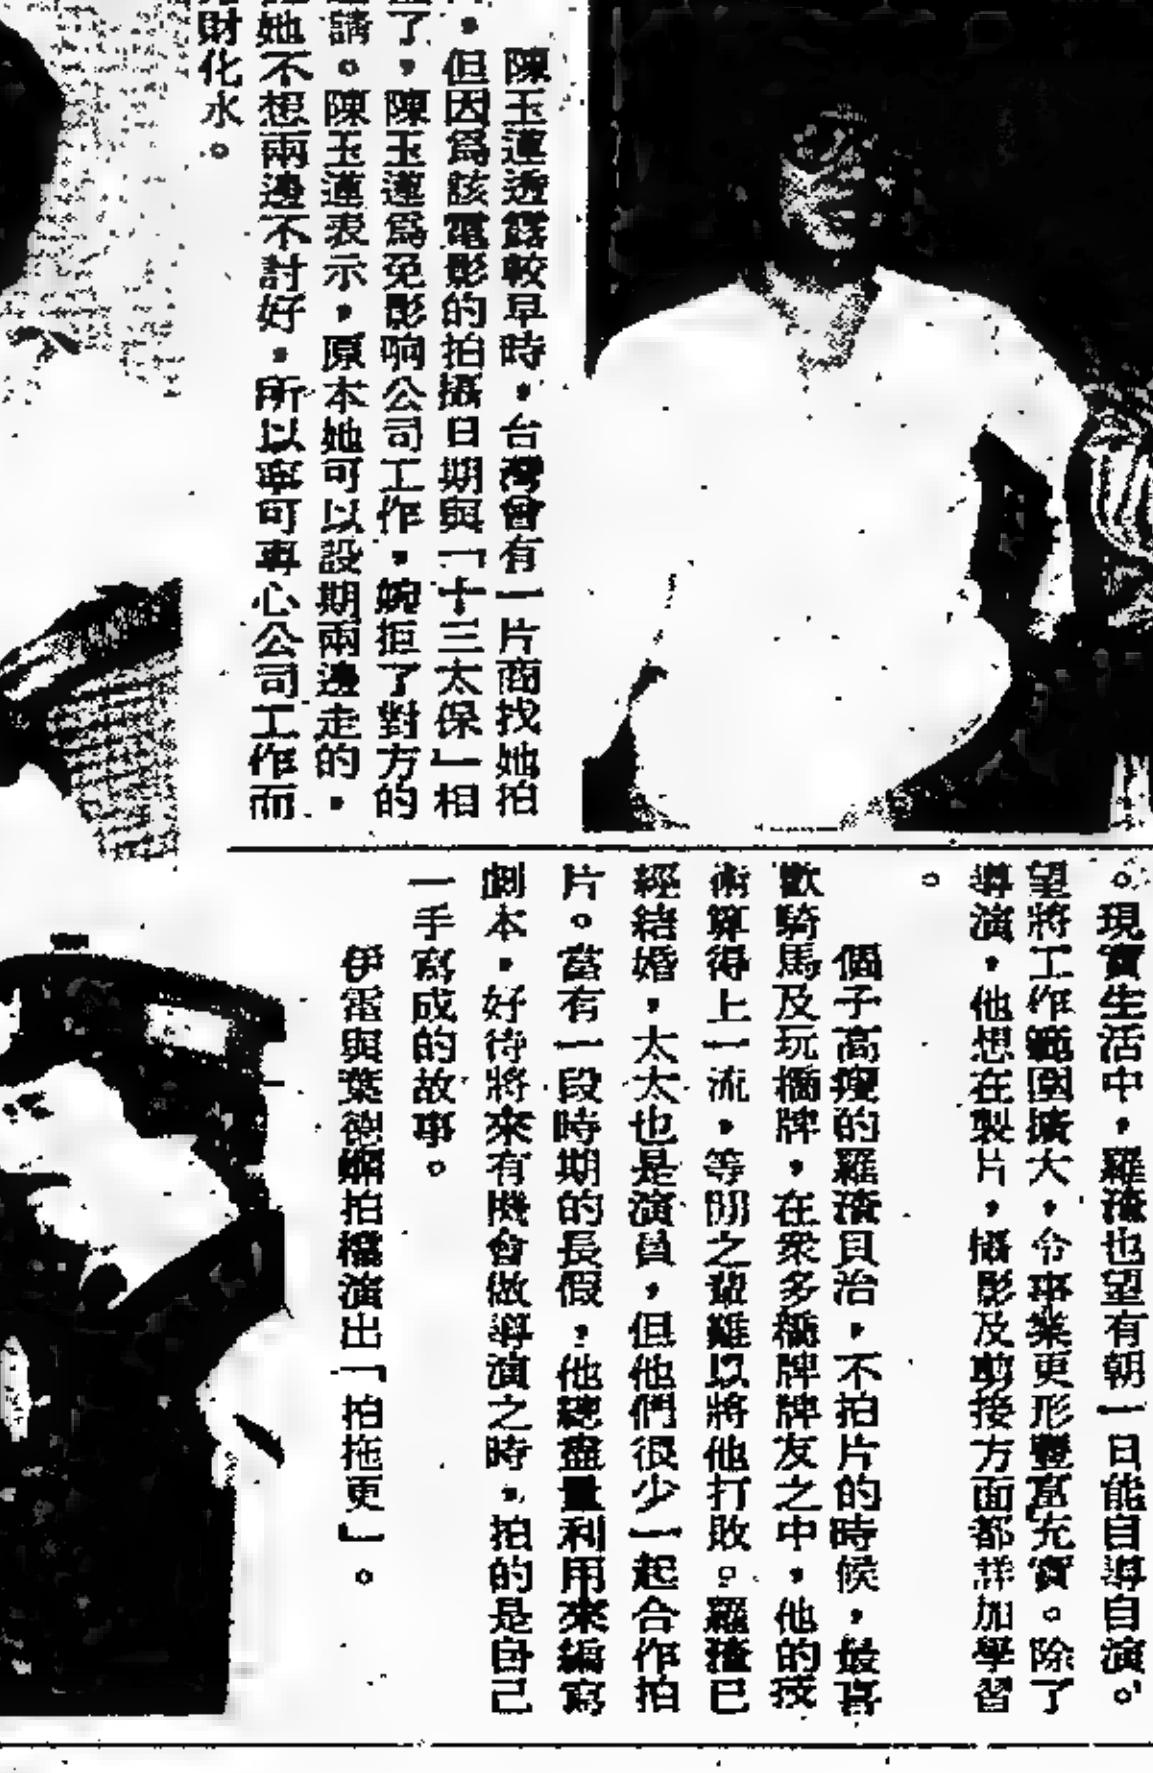 陳玉蓮透露較早時，台灣曾有一片商找她拍
，但因爲該電影的拍攝日期與「十三太保」相
了，陳玉蓮爲免影响公司工作，婉拒了對方的
請。陳玉蓮表示，原本她可以設期兩邊走的，
她不想兩邊不討好，所以寧可專心公司工作而
財化水。
。現實生活中，羅渣也望有朝一日能自導自演。
望將工作範圍擴大，令事業更形豐富充實。除了
導演，他想在製片，攝影及剪接方面都詳加學習
。
個子高瘦的羅渣貝治，不拍片的時候，最喜
歡騎馬及玩橋牌，在衆多橋牌牌友之中，他的技
術算得上一流，等閒之輩難以將他打敗。羅渣已
經結婚，太太也是演員，但他們很少一起合作拍
片。當有一段時期的長假，他總盡量利用來編寫
劇本，好待將來有機會做導演之時，拍的是自己
一手寫成的故事。
伊雷與葉德嫻拍檔演出「拍拖更」。